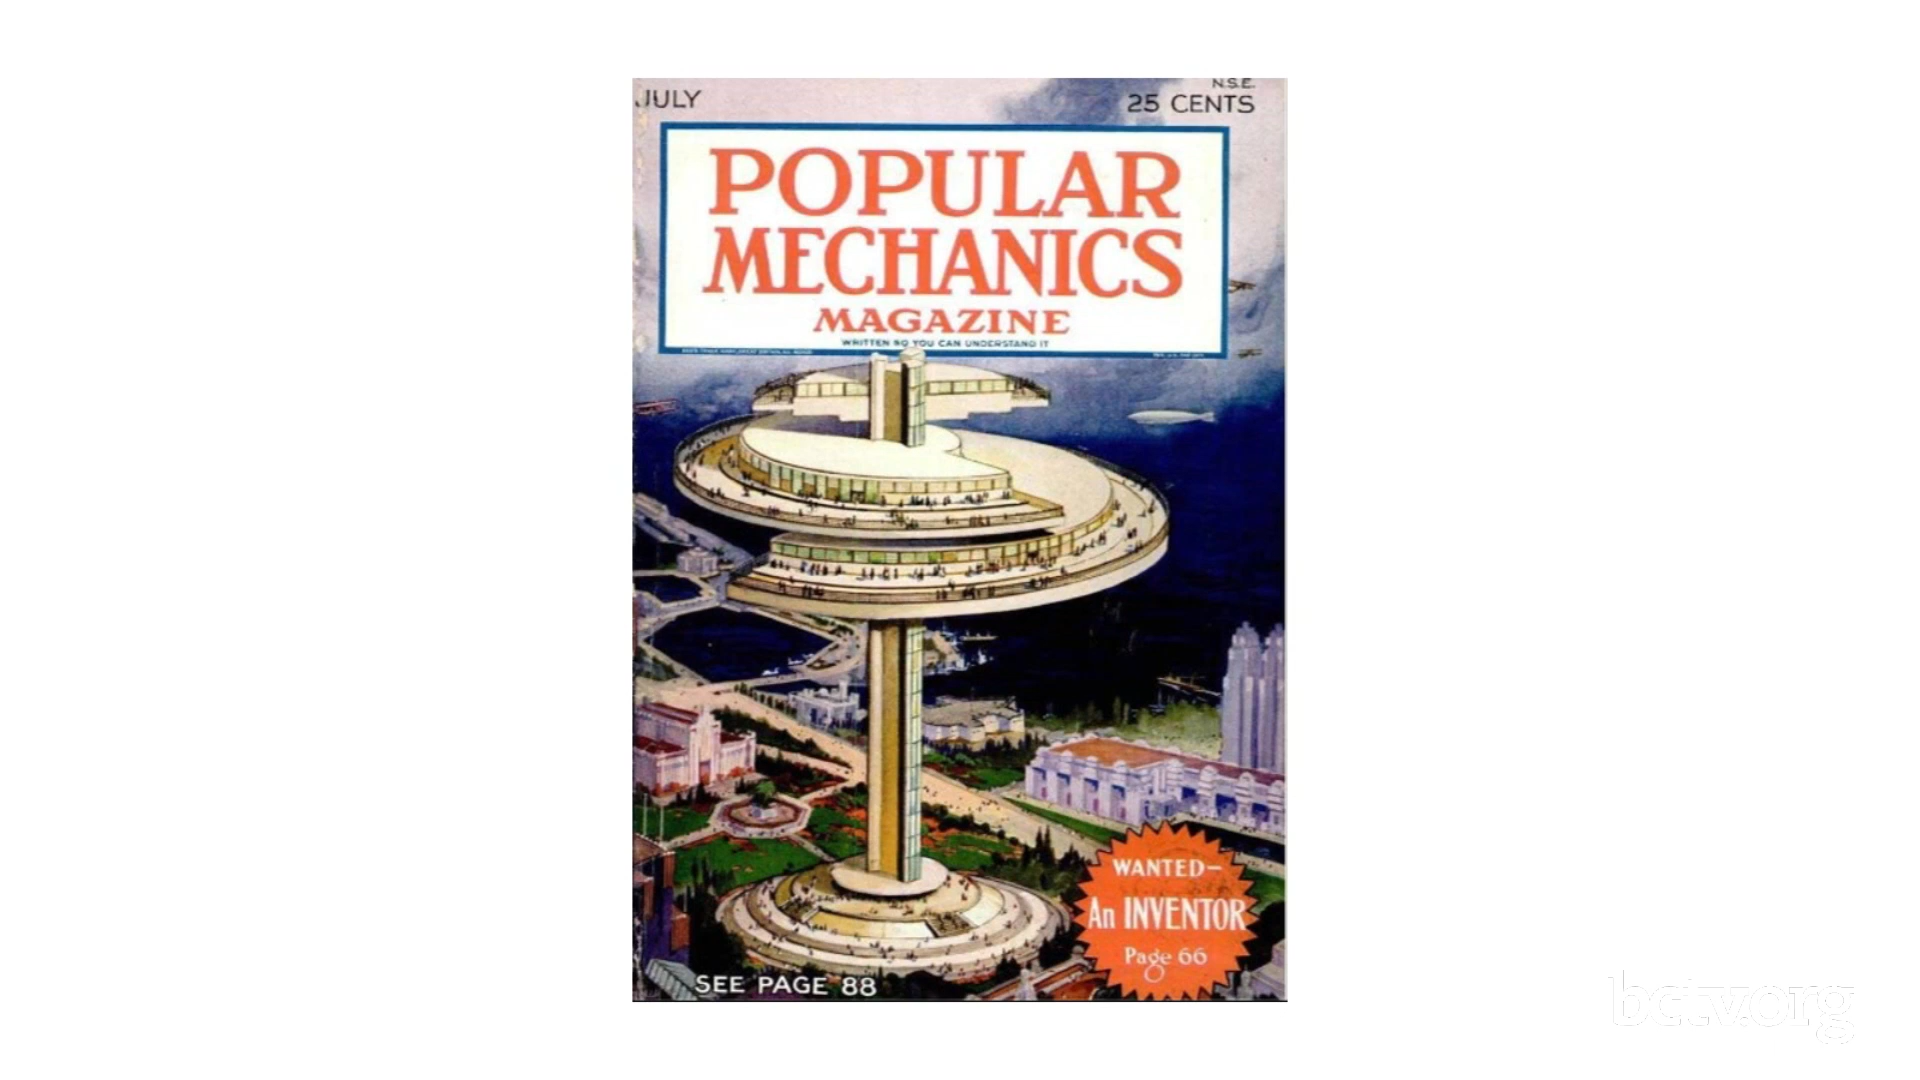 JULY
N.S.E.
25 CENTS
POPULAR
MECHANICS
MAGAZINE
WRITTEN SO YOU CAN UNDERSTAND IT
WANTED—
An INVENTOR
Page 66
SEE PAGE 88
bctv.org